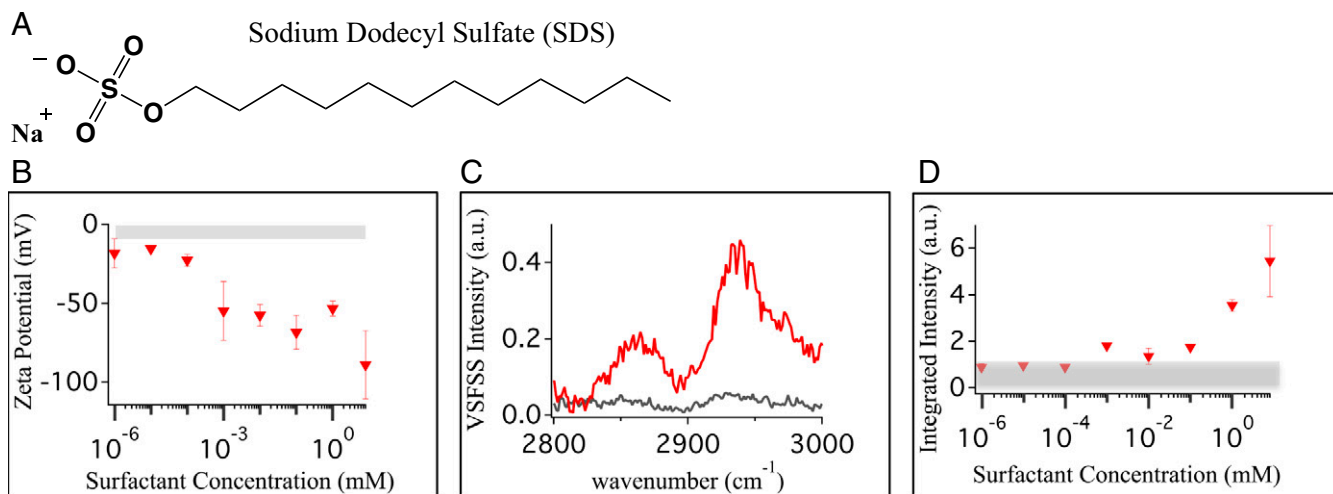 A
Sodium Dodecyl Sulfate (SDS)
O
− O
S
O
O
Na+
B
Zeta Potential (mV)
0
-50
-100
10^-6
10^-3
10^0
Surfactant Concentration (mM)
C
VSFSS Intensity (a.u.)
0.4
0.2
0.0
2800
2900
3000
wavenumber (cm^-1)
D
Integrated Intensity (a.u.)
6
4
2
0
10^-6
10^-4
10^-2
10^0
Surfactant Concentration (mM)